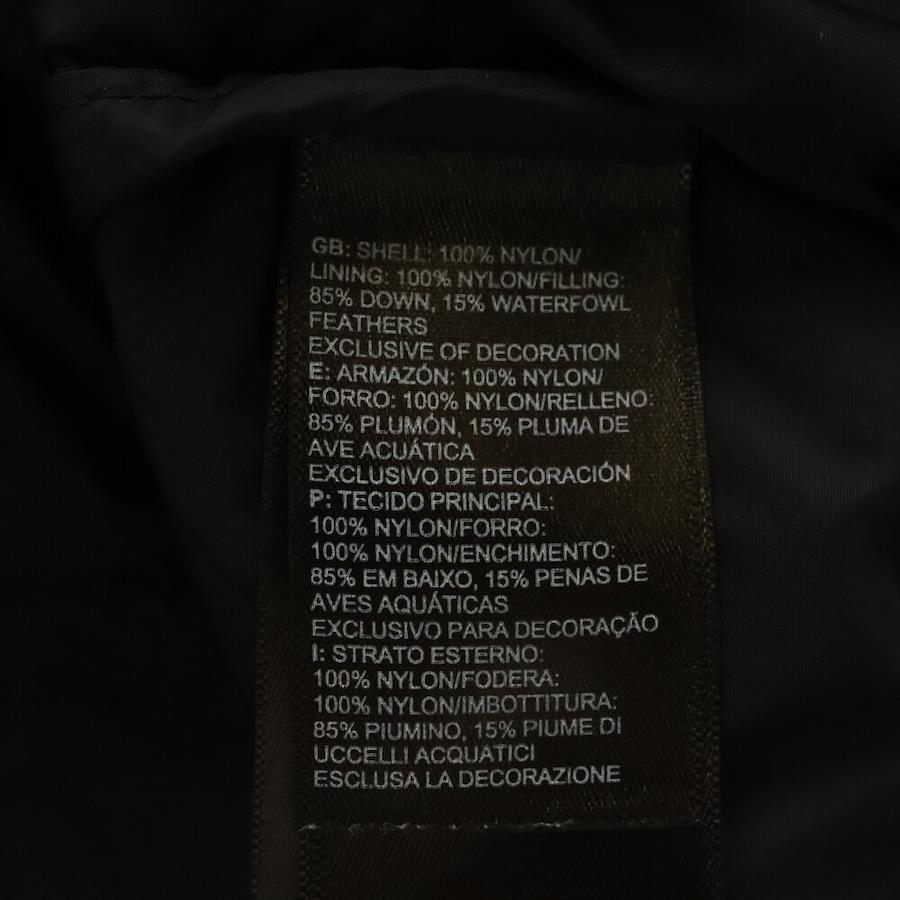 GB: SHELL: 100% NYLON/
LINING: 100% NYLON/FILLING:
85% DOWN, 15% WATERFOWL
FEATHERS
EXCLUSIVE OF DECORATION
E: ARMAZÓN: 100% NYLON/
FORRO: 100% NYLON/RELLENO:
85% PLUMÓN, 15% PLUMA DE
AVE ACUÁTICA
EXCLUSIVO DE DECORACIÓN
P: TECIDO PRINCIPAL:
100% NYLON/FORRO:
100% NYLON/ENCHIMENTO:
85% EM BAIXO, 15% PENAS DE
AVES AQUÁTICAS
EXCLUSIVO PARA DECORAÇÃO
I: STRATO ESTERNO:
100% NYLON/FODERA:
100% NYLON/IMBOTTITURA:
85% PIUMINO, 15% PIUME DI
UCCELLI ACQUATICI
ESCLUSA LA DECORAZIONE